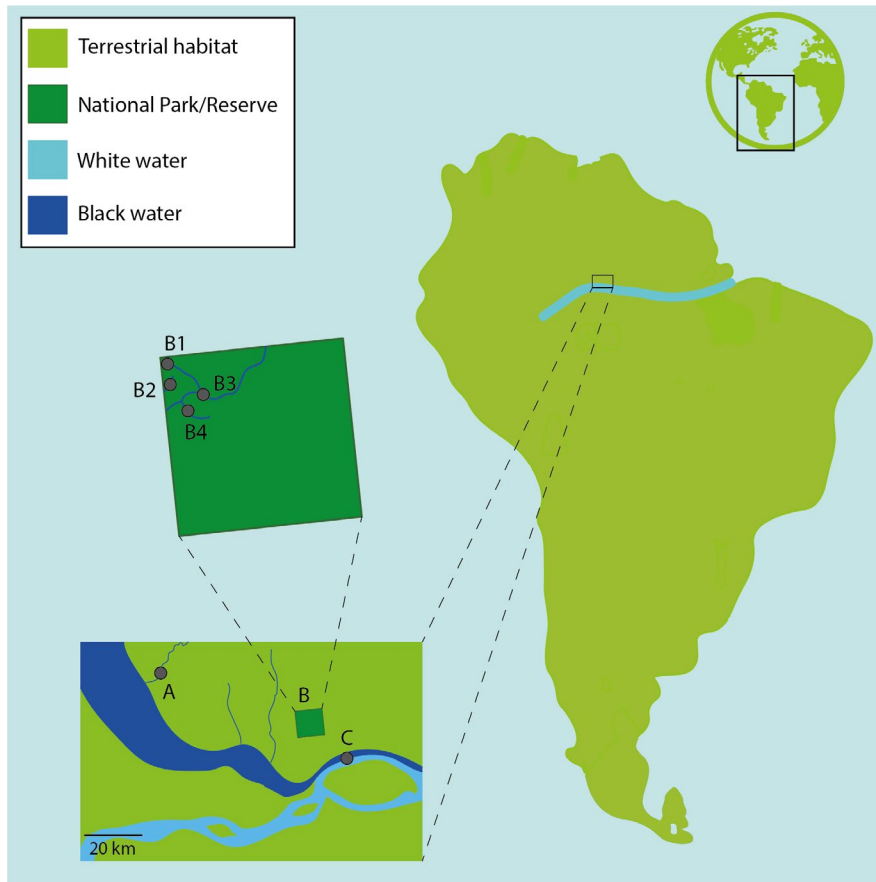 Terrestrial habitat
National Park/Reserve
White water
Black water
B1
B2
B3
B4
A
B
C
20 km